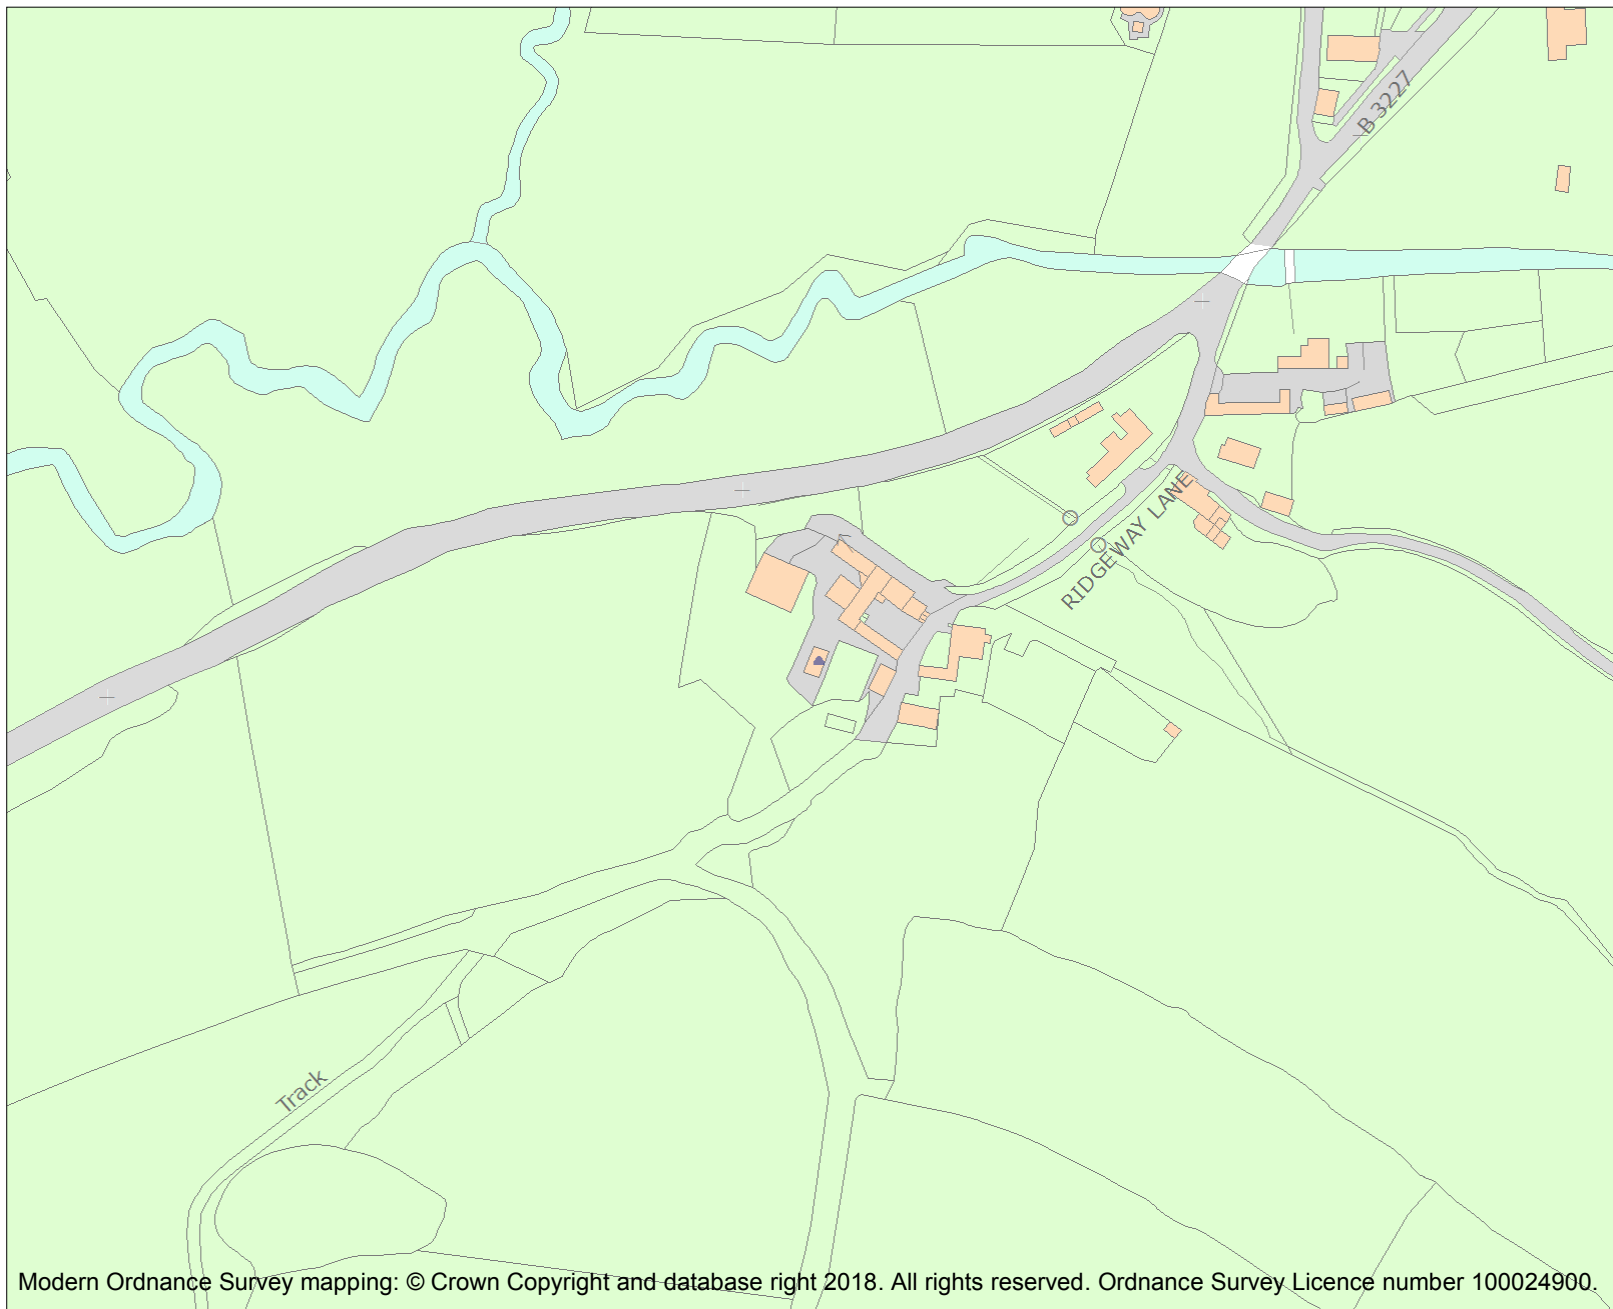 B 3227
RIDGEWAY LANE
Track
Modern Ordnance Survey mapping: © Crown Copyright and database right 2018. All rights reserved. Ordnance Survey Licence number 100024900.